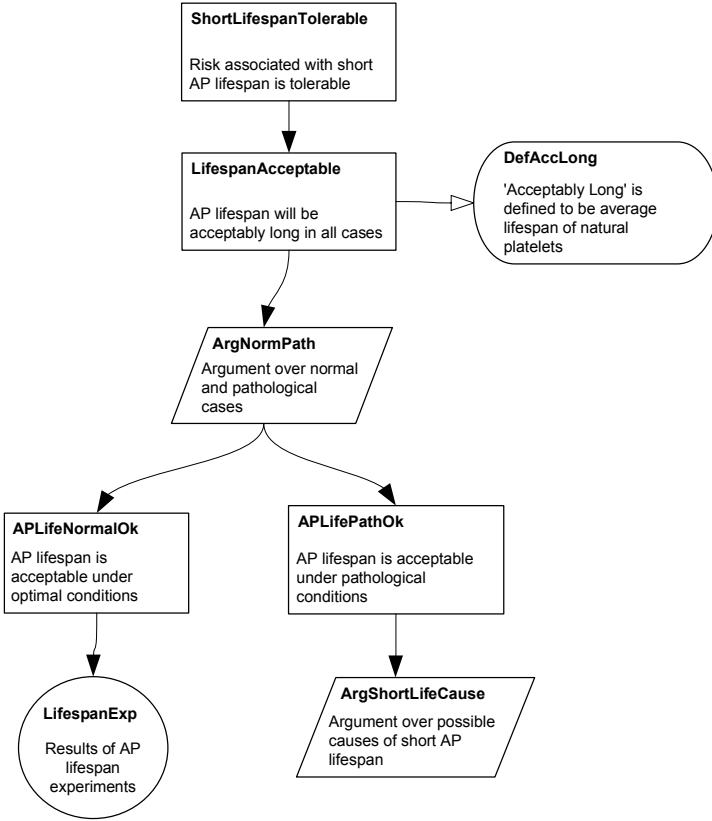 ShortLifespanTolerable
Risk associated with short
AP lifespan is tolerable
LifespanAcceptable
AP lifespan will be
acceptably long in all cases
DefAccLong
'Acceptably Long' is
defined to be average
lifespan of natural
platelets
ArgNormPath
Argument over normal
and pathological
cases
APLifeNormalOk
AP lifespan is
acceptable under
optimal conditions
APLifePathOk
AP lifespan is acceptable
under pathological
conditions
LifespanExp
Results of AP
lifespan
experiments
ArgShortLifeCause
Argument over possible
causes of short AP
lifespan